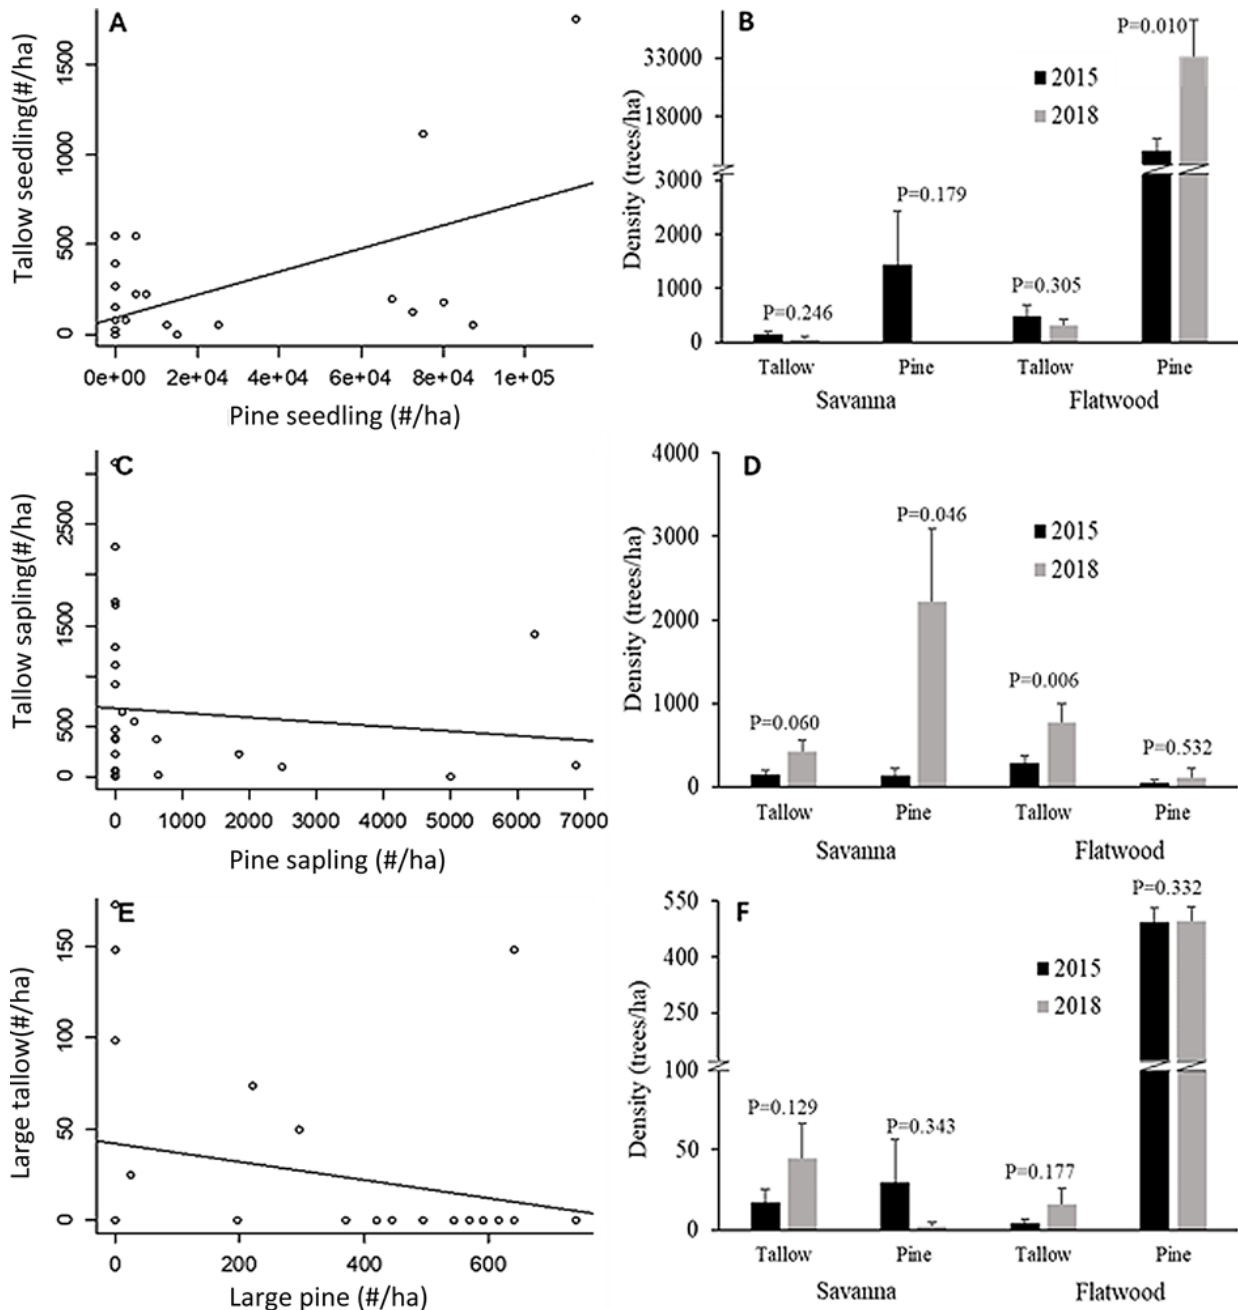 A
Tallow seedling(#/ha)
1500
1000
500
0
0e+00 2e+04 4e+04 6e+04 8e+04 1e+05
Pine seedling (#/ha)
B
Density (trees/ha)
33000
18000
3000
2000
1000
0
2015
2018
P=0.246
P=0.179
P=0.305
P=0.010
Tallow Pine Tallow Pine
Savanna Flatwood
C
Tallow sapling(#/ha)
2500
1500
500
0
0 1000 2000 3000 4000 5000 6000 7000
Pine sapling (#/ha)
D
Density (trees/ha)
4000
3000
2000
1000
0
2015
2018
P=0.060
P=0.046
P=0.006
P=0.532
Tallow Pine Tallow Pine
Savanna Flatwood
E
Large tallow(#/ha)
150
100
50
0
0 200 400 600
Large pine (#/ha)
F
Density (trees/ha)
550
400
250
100
50
0
2015
2018
P=0.129
P=0.343
P=0.177
P=0.332
Tallow Pine Tallow Pine
Savanna Flatwood